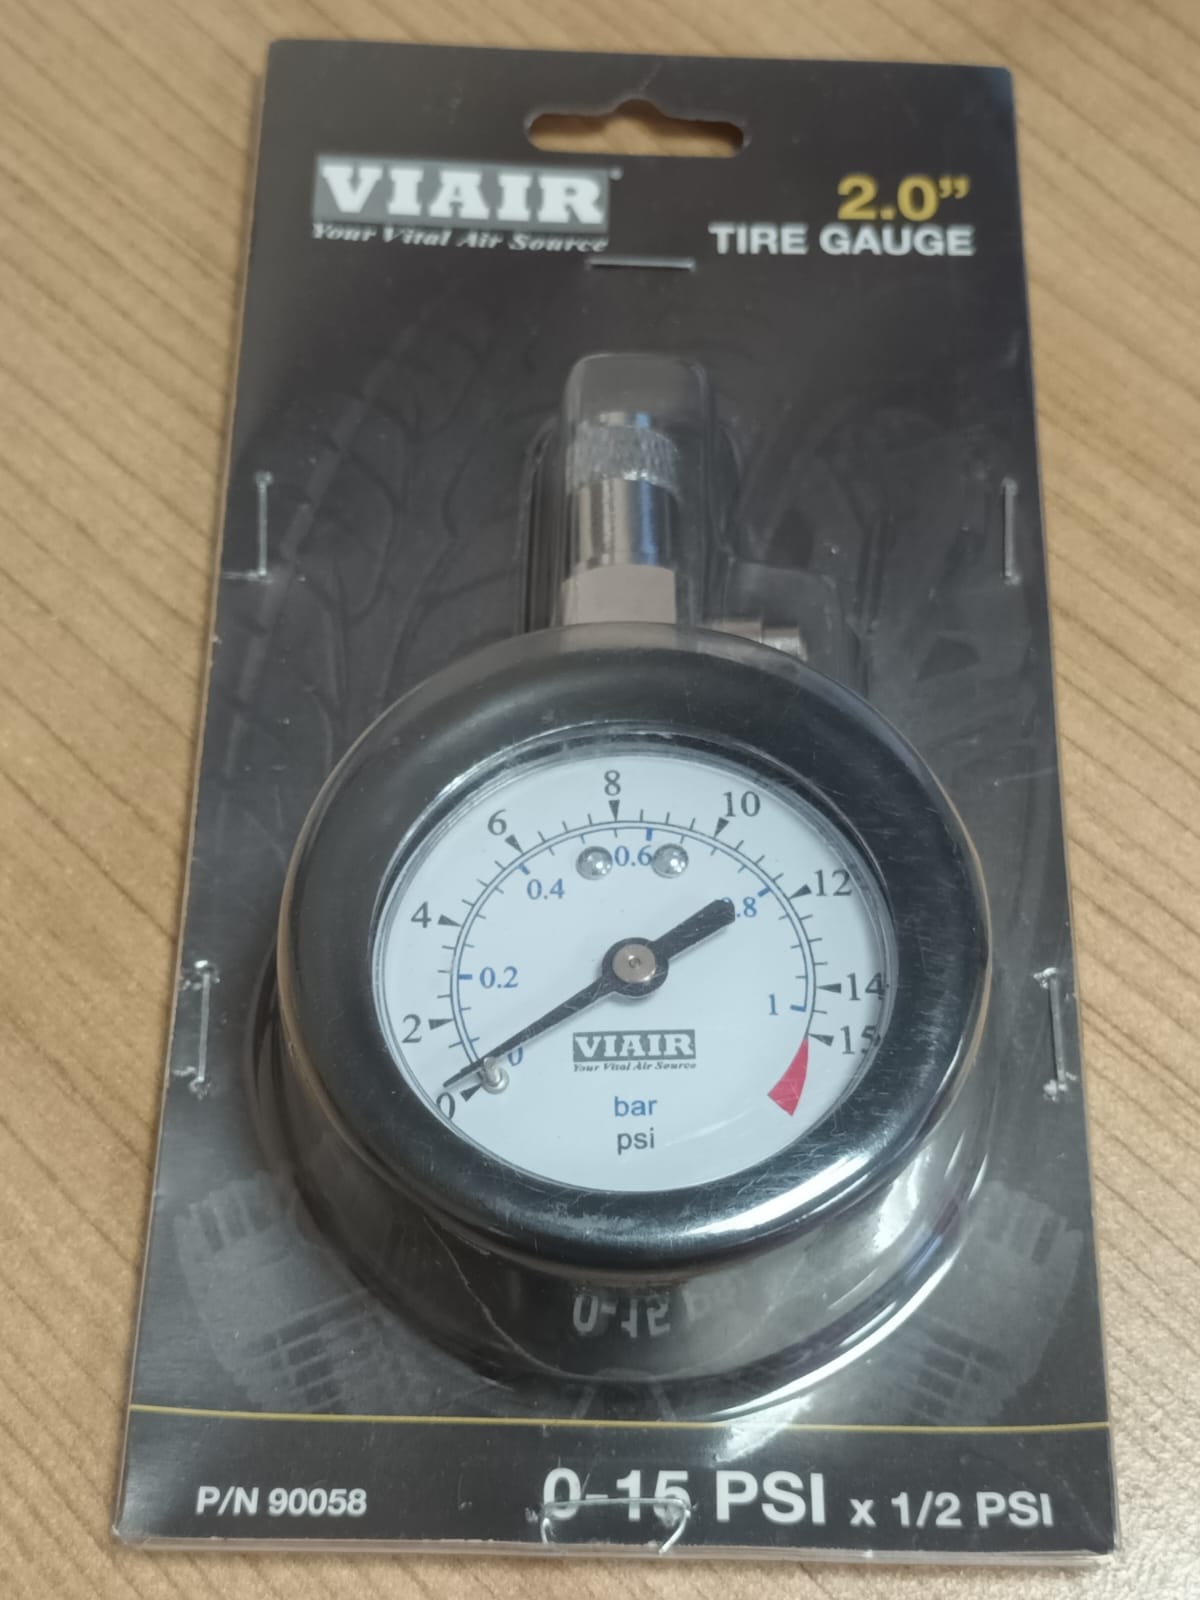 VIAIR
Your Vital Air Source
2.0”
TIRE GAUGE
8
6
10
0.6
0.4
12
4
.8
0.2
14
1
2
15
0
0
VIAIR
Your Vital Air Source
bar
psi
P/N 90058
0-15 PSI x 1/2 PSI